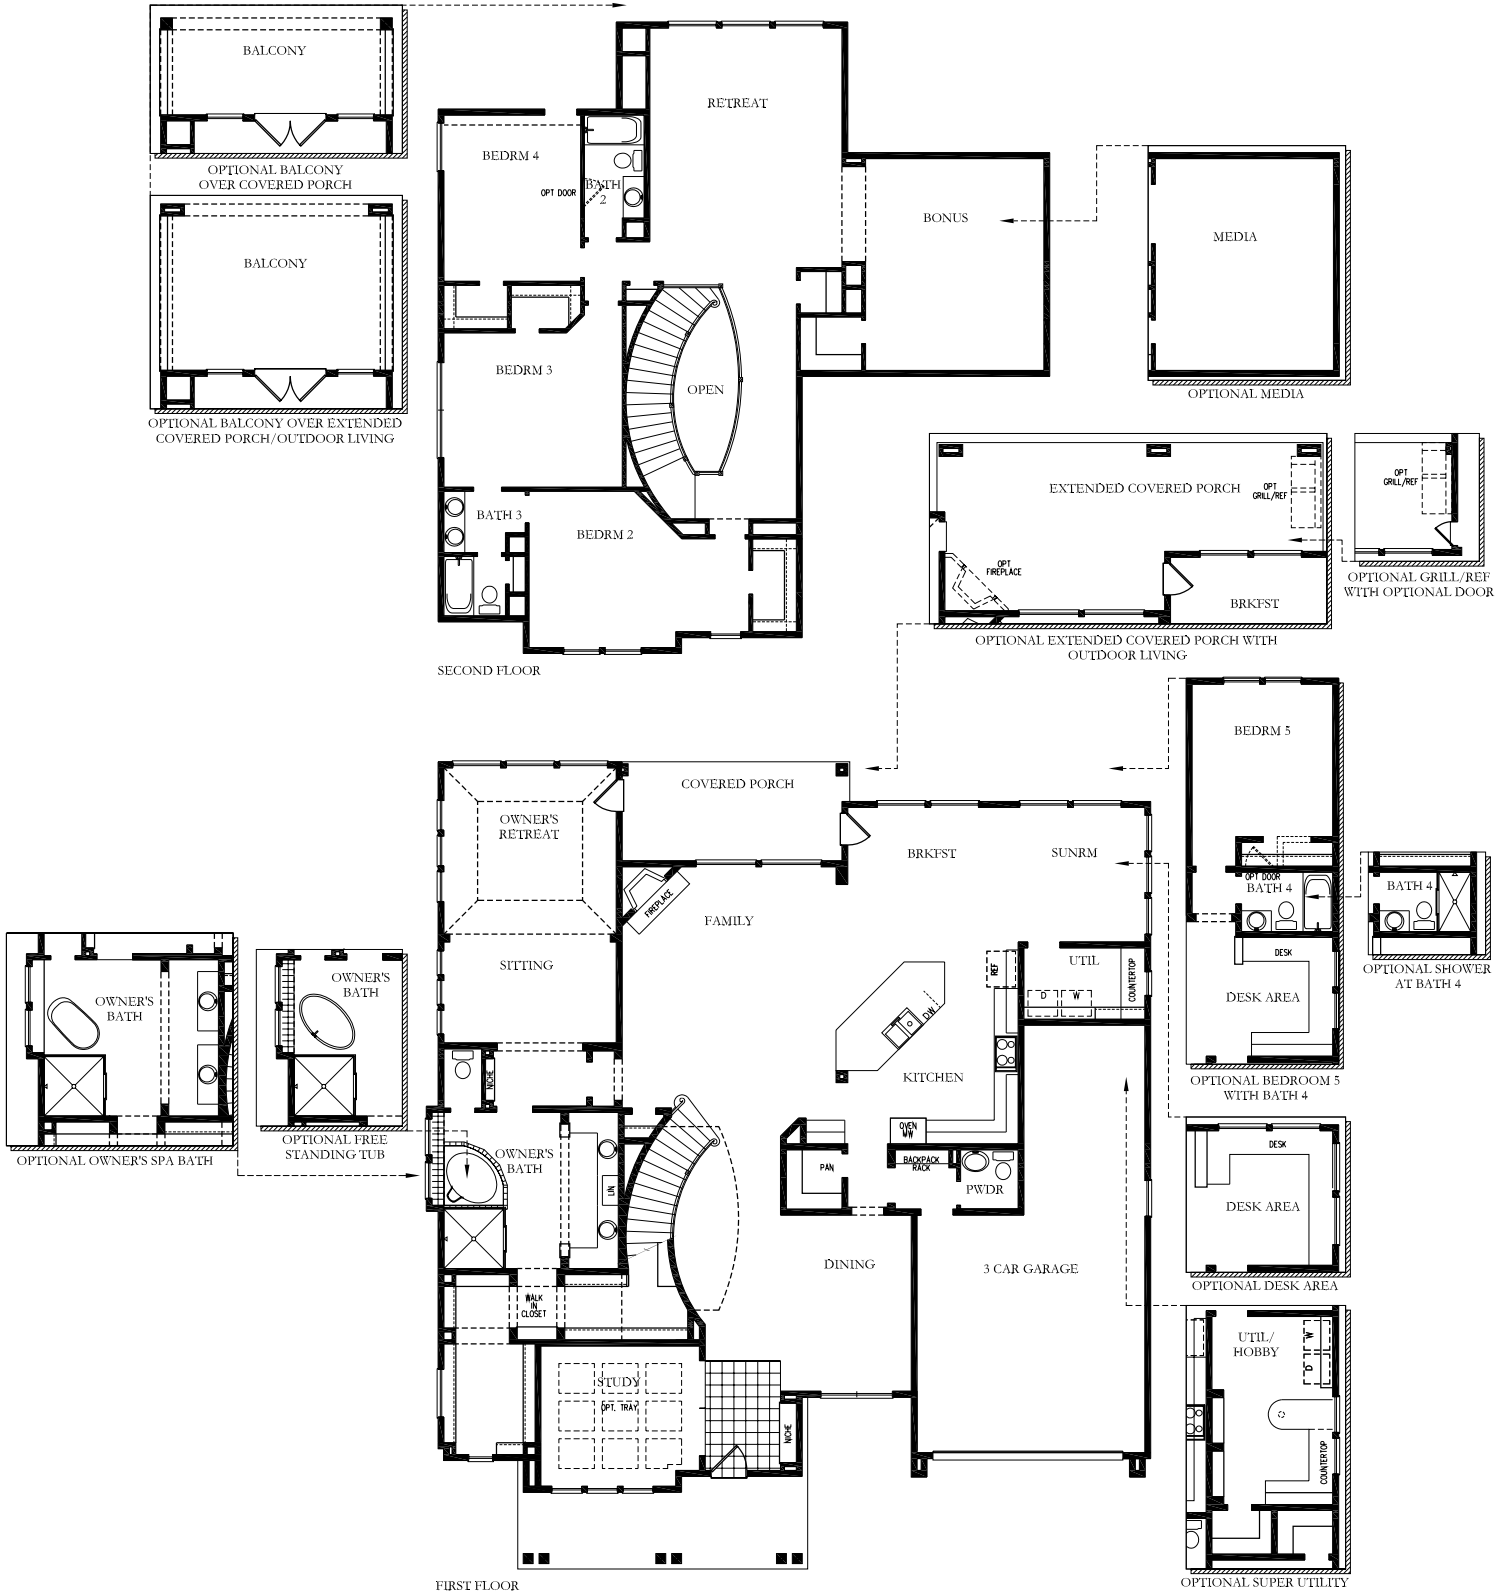 BALCONY
OPTIONAL BALCONY
OVER COVERED PORCH
BALCONY
OPTIONAL BALCONY OVER EXTENDED
COVERED PORCH/OUTDOOR LIVING
RETREAT
BEDRM 4
OPT DOOR
BATH
2
BONUS
MEDIA
OPTIONAL MEDIA
BEDRM 3
OPEN
BATH 3
BEDRM 2
SECOND FLOOR
EXTENDED COVERED PORCH
OPT
GRILL/REF
OPT
FIREPLACE
BRKFST
OPTIONAL EXTENDED COVERED PORCH WITH
OUTDOOR LIVING
OPT
GRILL/REF
OPTIONAL GRILL/REF
WITH OPTIONAL DOOR
BEDRM 5
OPT DOOR
BATH 4
DESK
DESK AREA
OPTIONAL BEDROOM 5
WITH BATH 4
BATH 4
OPTIONAL SHOWER
AT BATH 4
COVERED PORCH
OWNER'S
RETREAT
BRKFST
SUNRM
FIREPLACE
FAMILY
SITTING
UTIL
REF
COUNTERTOP
D
W
DW
KITCHEN
OWNER'S
BATH
OPTIONAL OWNER'S SPA BATH
OWNER'S
BATH
OPTIONAL FREE
STANDING TUB
NICHE
OWNER'S
BATH
LIN
OVEN
MW
PAN
BACKPACK
RACK
PWDR
DESK
DESK AREA
OPTIONAL DESK AREA
DINING
3 CAR GARAGE
WALK
IN
CLOSET
STUDY
OPT. TRAY
NICHE
UTIL/
HOBBY
W
D
COUNTERTOP
OPTIONAL SUPER UTILITY
FIRST FLOOR